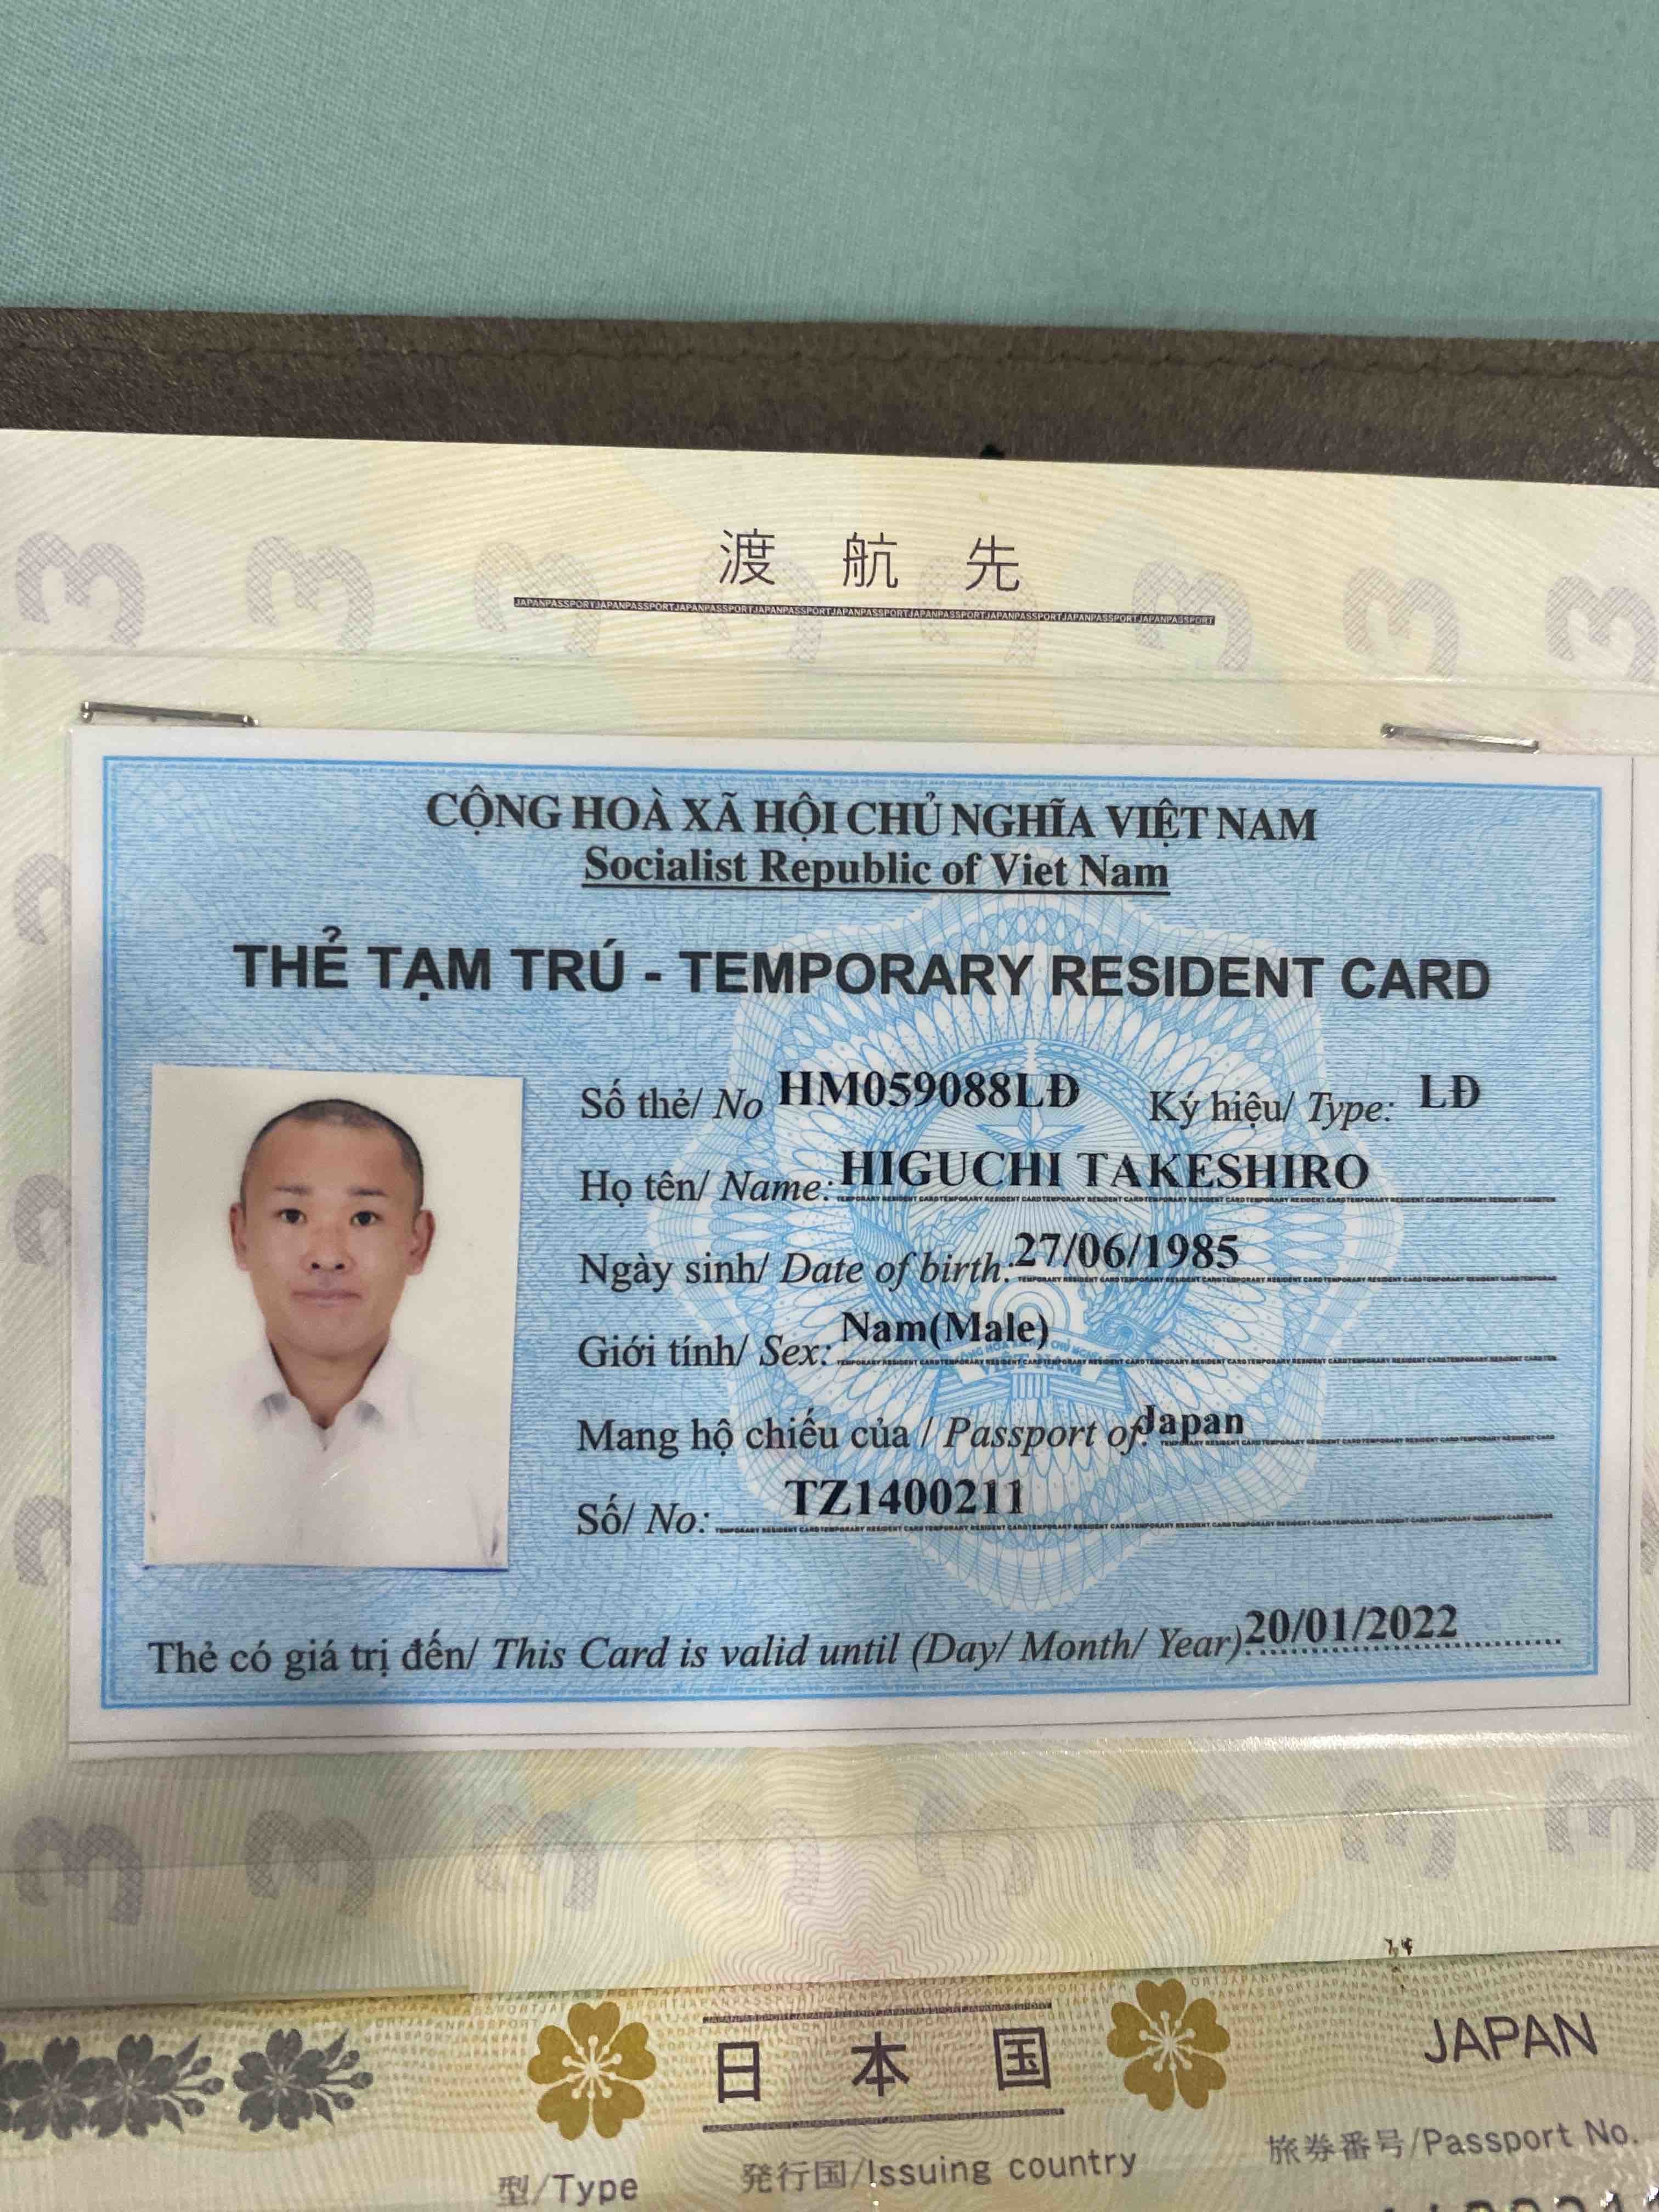 渡航先
JAPANPASSPORTJAPANPASSPORTJAPANPASSPORTJAPANPASSPORTJAPANPASSPORTJAPANPASSPORTJAPANPASSPORTJAPANPASSPORTJAPANPASSPORT
CỘNG HOÀ XÃ HỘI CHỦ NGHĨA VIỆT NAM
Socialist Republic of Viet Nam
THẺ TẠM TRÚ - TEMPORARY RESIDENT CARD
Số thẻ/ No HM059088LĐ Ký hiệu/ Type: LĐ
Họ tên/ Name: HIGUCHI TAKESHIRO
Ngày sinh/ Date of birth: 27/06/1985
Giới tính/ Sex: Nam(Male)
Mang hộ chiếu của / Passport of: Japan
Số/ No: TZ1400211
Thẻ có giá trị đến/ This Card is valid until (Day/ Month/ Year): 20/01/2022
日本国 JAPAN
型/Type 発行国/Issuing country 旅券番号/Passport No.